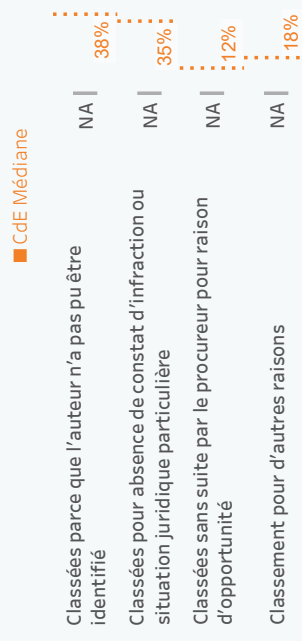 CdE Médiane
Classées parce que l'auteur n'a pas pu être
identifié
NA
38%
Classées pour absence de constat d'infraction ou
situation juridique particulière
NA
35%
Classées sans suite par le procureur pour raison
d'opportunité
NA
12%
Classement pour d'autres raisons
NA
18%